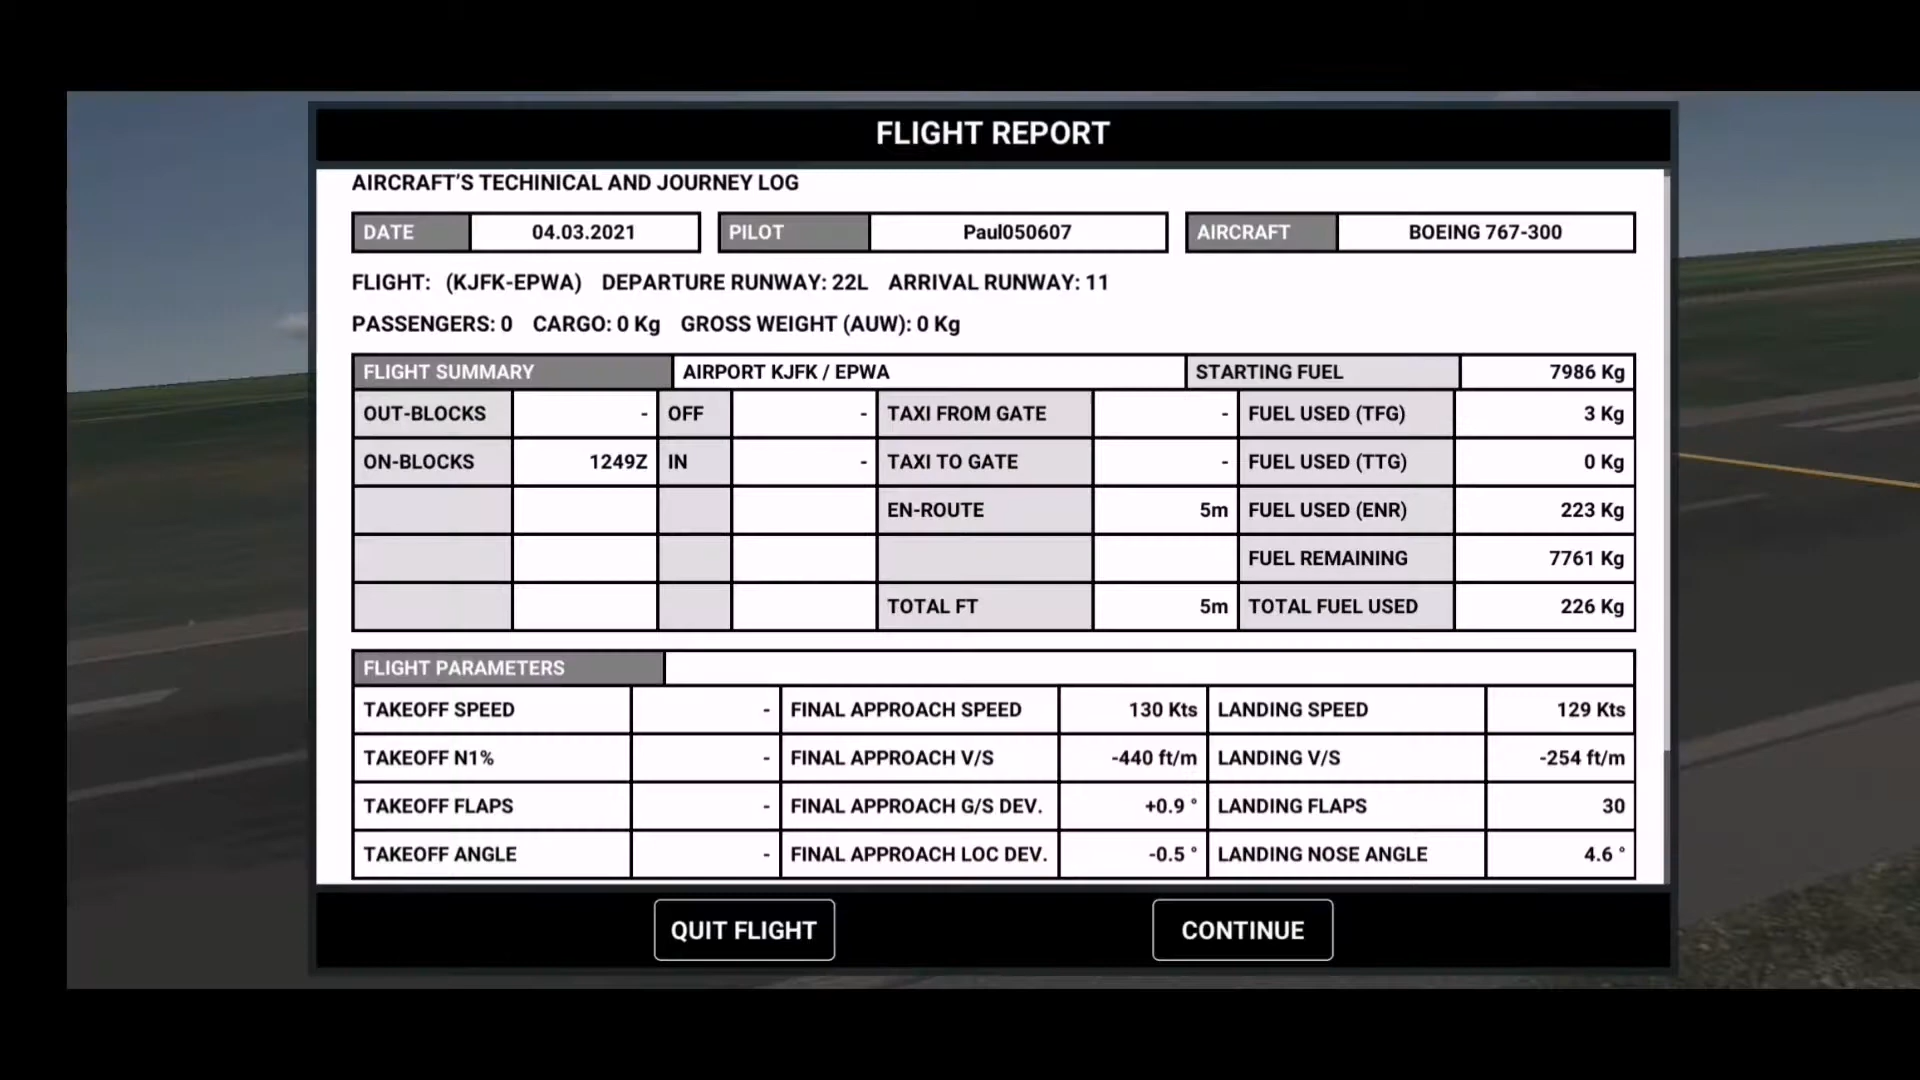 FLIGHT REPORT
AIRCRAFT'S TECHINICAL AND JOURNEY LOG
DATE 04.03.2021 PILOT Paul050607 AIRCRAFT BOEING 767-300
FLIGHT: (KJFK-EPWA) DEPARTURE RUNWAY: 22L ARRIVAL RUNWAY: 11
PASSENGERS: 0 CARGO: 0 Kg GROSS WEIGHT (AUW): 0 Kg
FLIGHT SUMMARY AIRPORT KJFK / EPWA STARTING FUEL 7986 Kg
OUT-BLOCKS - OFF - TAXI FROM GATE - FUEL USED (TFG) 3 Kg
ON-BLOCKS 1249Z IN - TAXI TO GATE - FUEL USED (TTG) 0 Kg
EN-ROUTE 5m FUEL USED (ENR) 223 Kg
FUEL REMAINING 7761 Kg
TOTAL FT 5m TOTAL FUEL USED 226 Kg
FLIGHT PARAMETERS
TAKEOFF SPEED - FINAL APPROACH SPEED 130 Kts LANDING SPEED 129 Kts
TAKEOFF N1% - FINAL APPROACH V/S -440 ft/m LANDING V/S -254 ft/m
TAKEOFF FLAPS - FINAL APPROACH G/S DEV. +0.9 ° LANDING FLAPS 30
TAKEOFF ANGLE - FINAL APPROACH LOC DEV. -0.5 ° LANDING NOSE ANGLE 4.6 °
QUIT FLIGHT CONTINUE